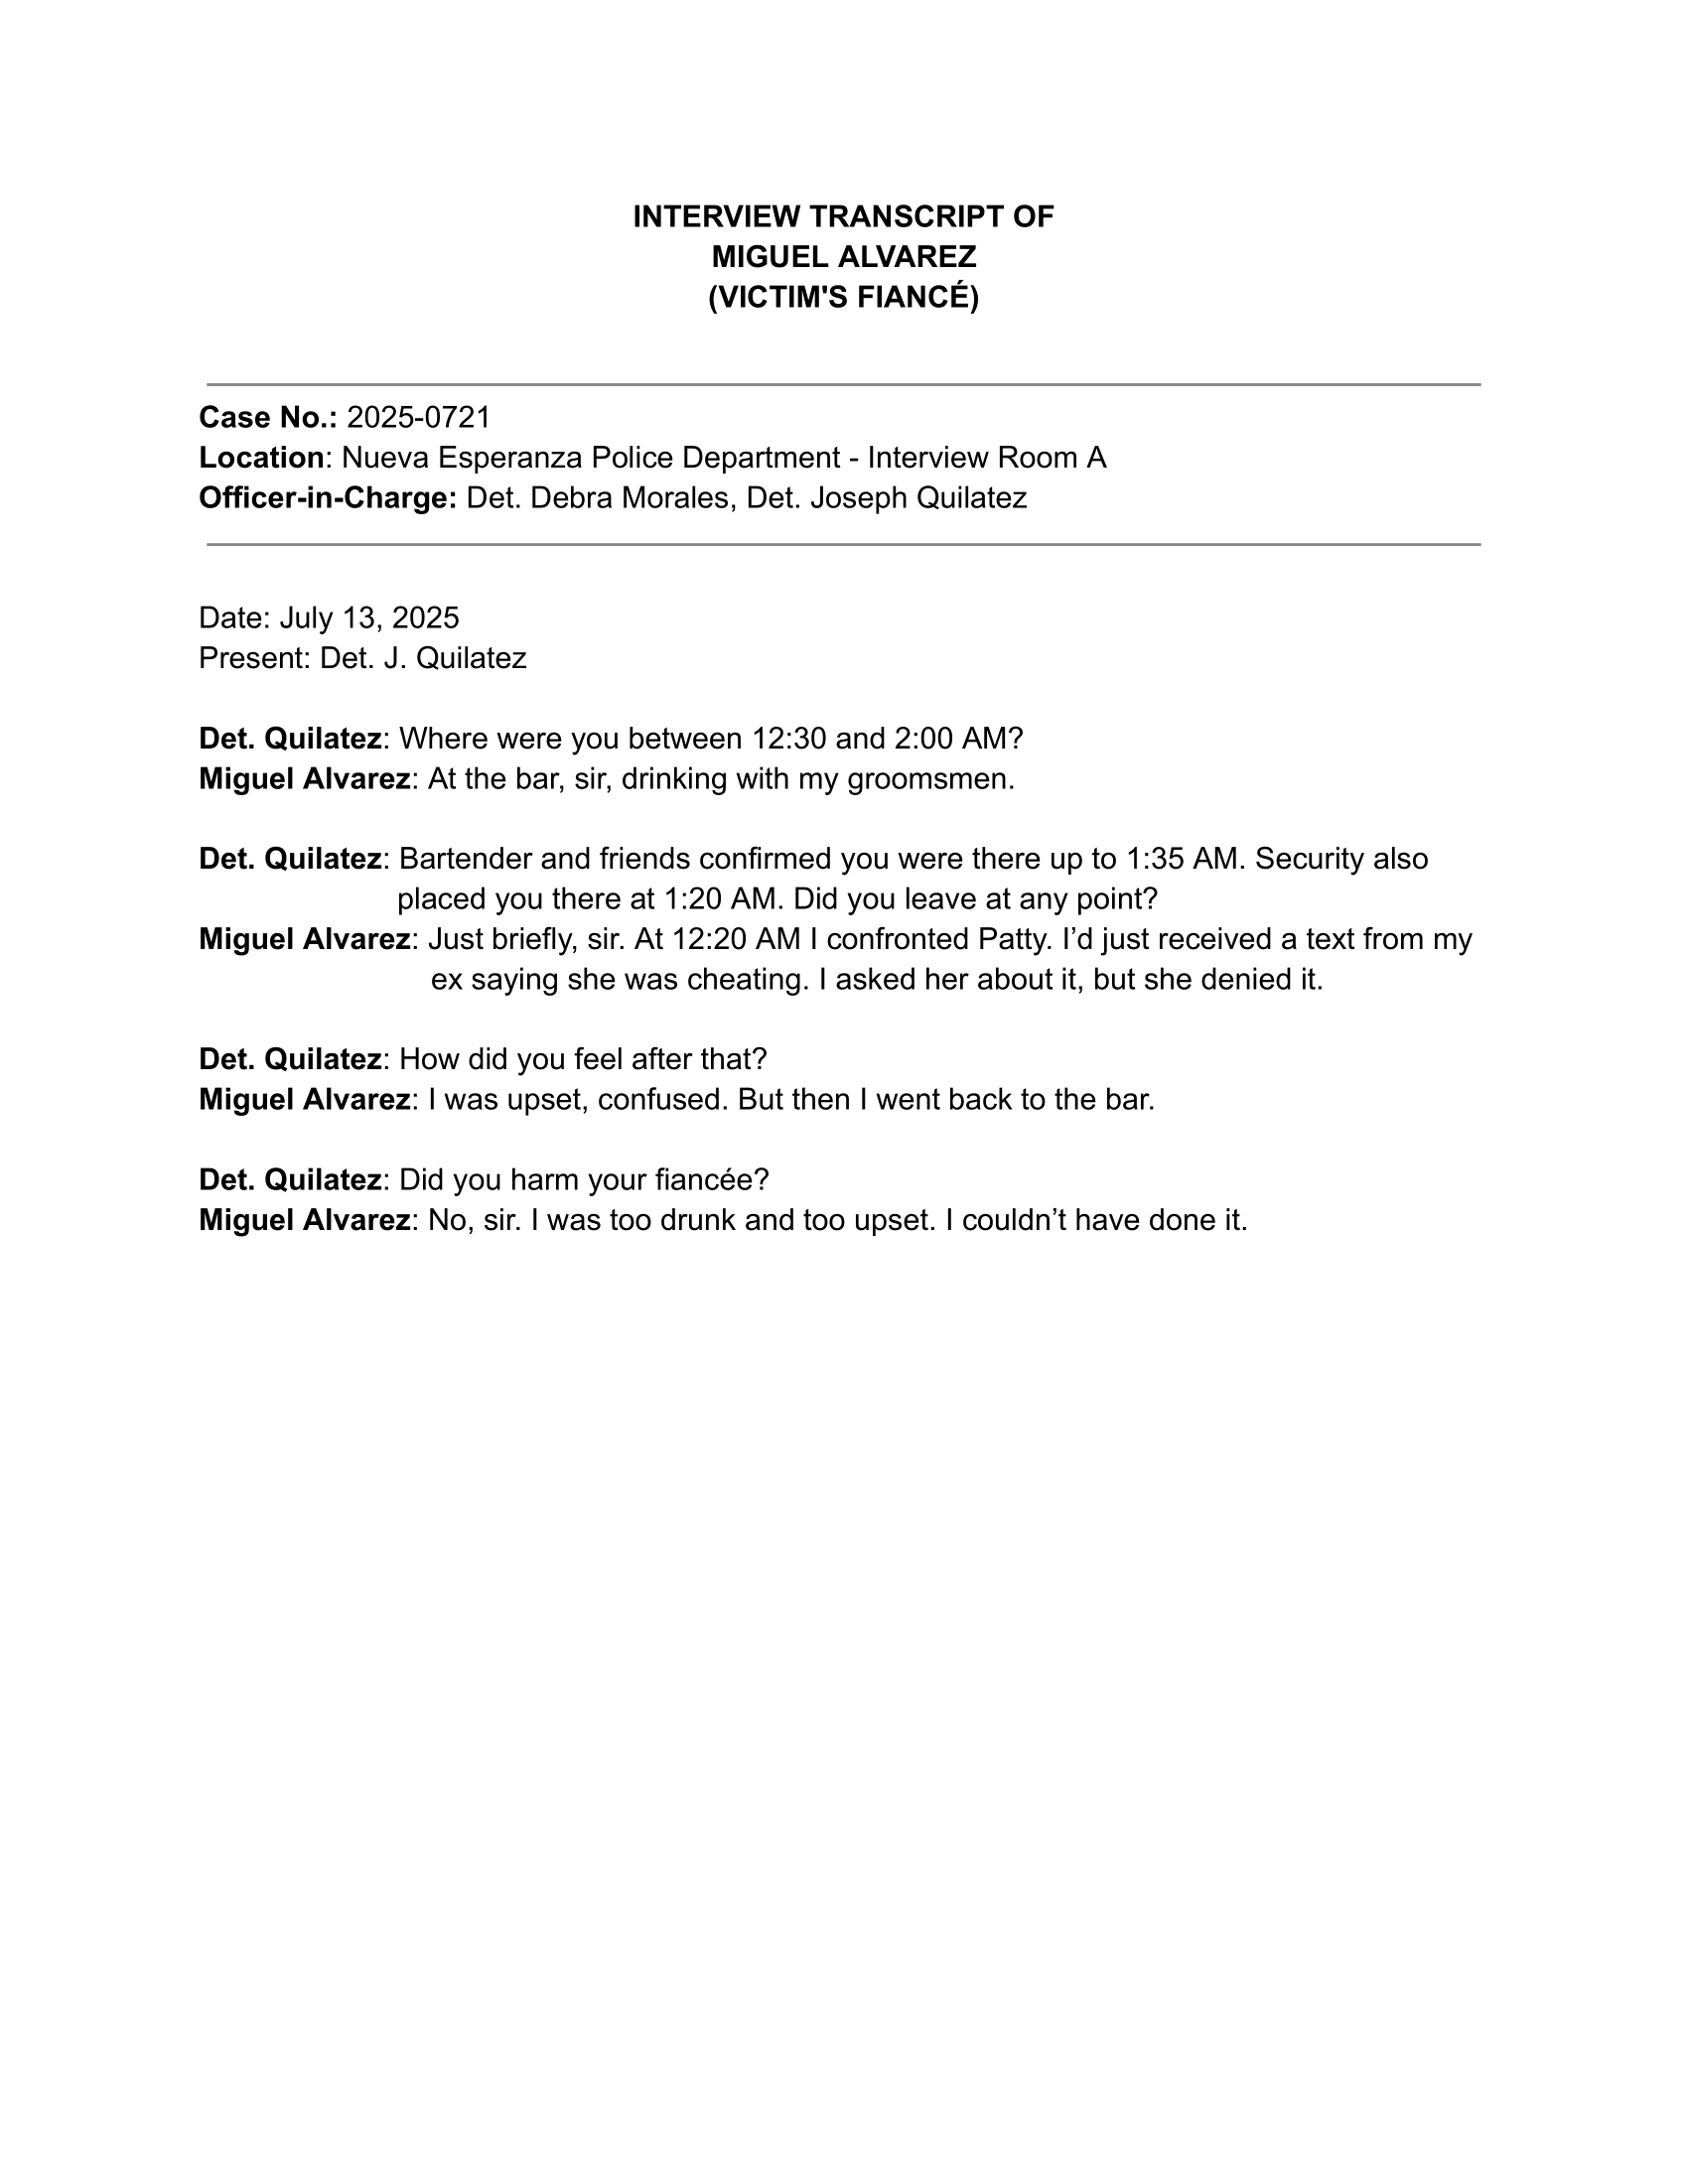 INTERVIEW TRANSCRIPT OF
MIGUEL ALVAREZ
(VICTIM'S FIANCÉ)
Case No.: 2025-0721
Location: Nueva Esperanza Police Department - Interview Room A
Officer-in-Charge: Det. Debra Morales, Det. Joseph Quilatez
Date: July 13, 2025
Present: Det. J. Quilatez
Det. Quilatez: Where were you between 12:30 and 2:00 AM?
Miguel Alvarez: At the bar, sir, drinking with my groomsmen.
Det. Quilatez: Bartender and friends confirmed you were there up to 1:35 AM. Security also
placed you there at 1:20 AM. Did you leave at any point?
Miguel Alvarez: Just briefly, sir. At 12:20 AM I confronted Patty. I’d just received a text from my
ex saying she was cheating. I asked her about it, but she denied it.
Det. Quilatez: How did you feel after that?
Miguel Alvarez: I was upset, confused. But then I went back to the bar.
Det. Quilatez: Did you harm your fiancée?
Miguel Alvarez: No, sir. I was too drunk and too upset. I couldn’t have done it.